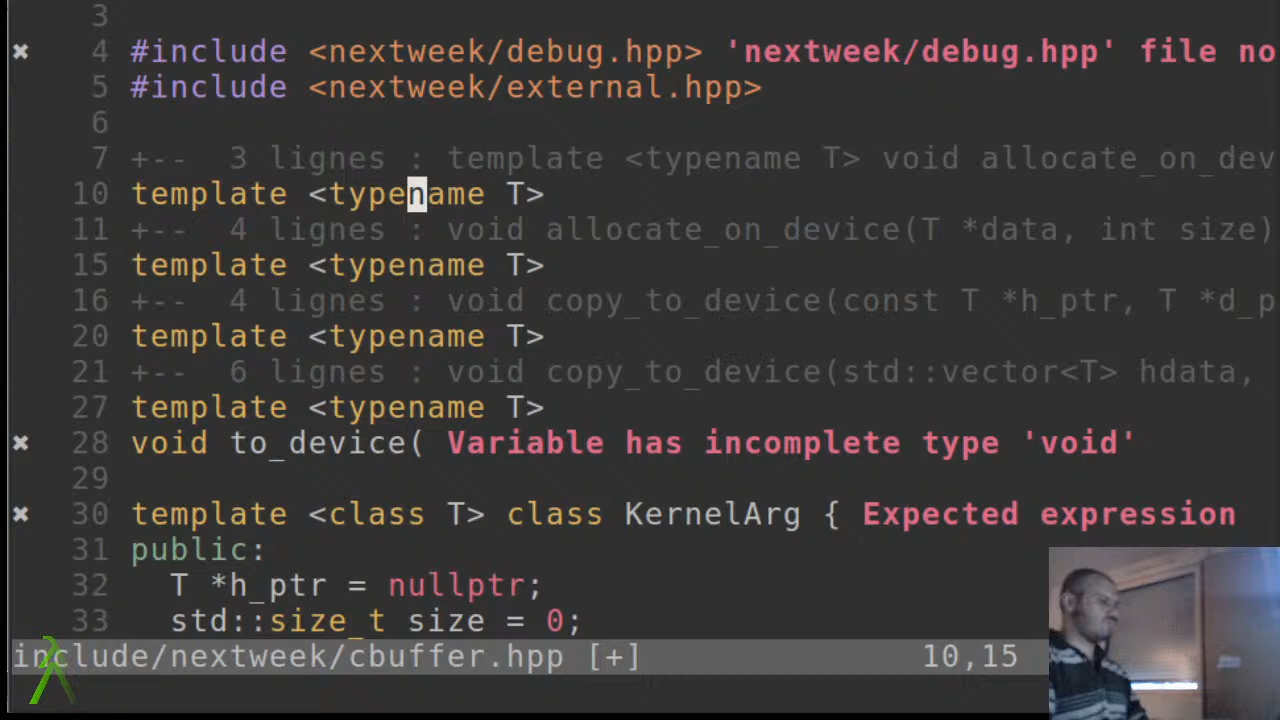 3
✖ 4 #include <nextweek/debug.hpp> 'nextweek/debug.hpp' file no
5 #include <nextweek/external.hpp>
6
7 +-- 3 lignes : template <typename T> void allocate_on_dev
10 template <typename T>
11 +-- 4 lignes : void allocate_on_device(T *data, int size)
15 template <typename T>
16 +-- 4 lignes : void copy_to_device(const T *h_ptr, T *d_p
20 template <typename T>
21 +-- 6 lignes : void copy_to_device(std::vector<T> hdata,
27 template <typename T>
✖ 28 void to_device( Variable has incomplete type 'void'
29
✖ 30 template <class T> class KernelArg { Expected expression
31 public:
32 T *h_ptr = nullptr;
33 std::size_t size = 0;
include/nextweek/cbuffer.hpp [+] 10,15
λ